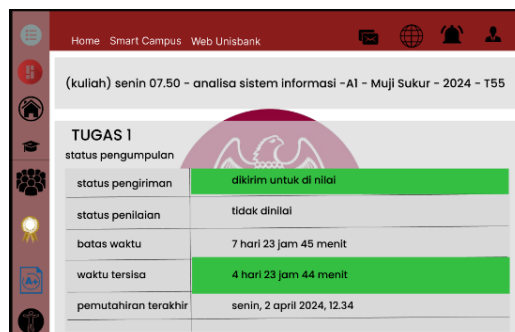 Home Smart Campus Web Unisbank
(kuliah) senin 07.50 - analisa sistem informasi -A1 - Muji Sukur - 2024 - T55
TUGAS 1
status pengumpulan
status pengiriman dikirim untuk di nilai
status penilaian tidak dinilai
batas waktu 7 hari 23 jam 45 menit
waktu tersisa 4 hari 23 jam 44 menit
pemutahiran terakhir senin, 2 april 2024, 12.34
A+